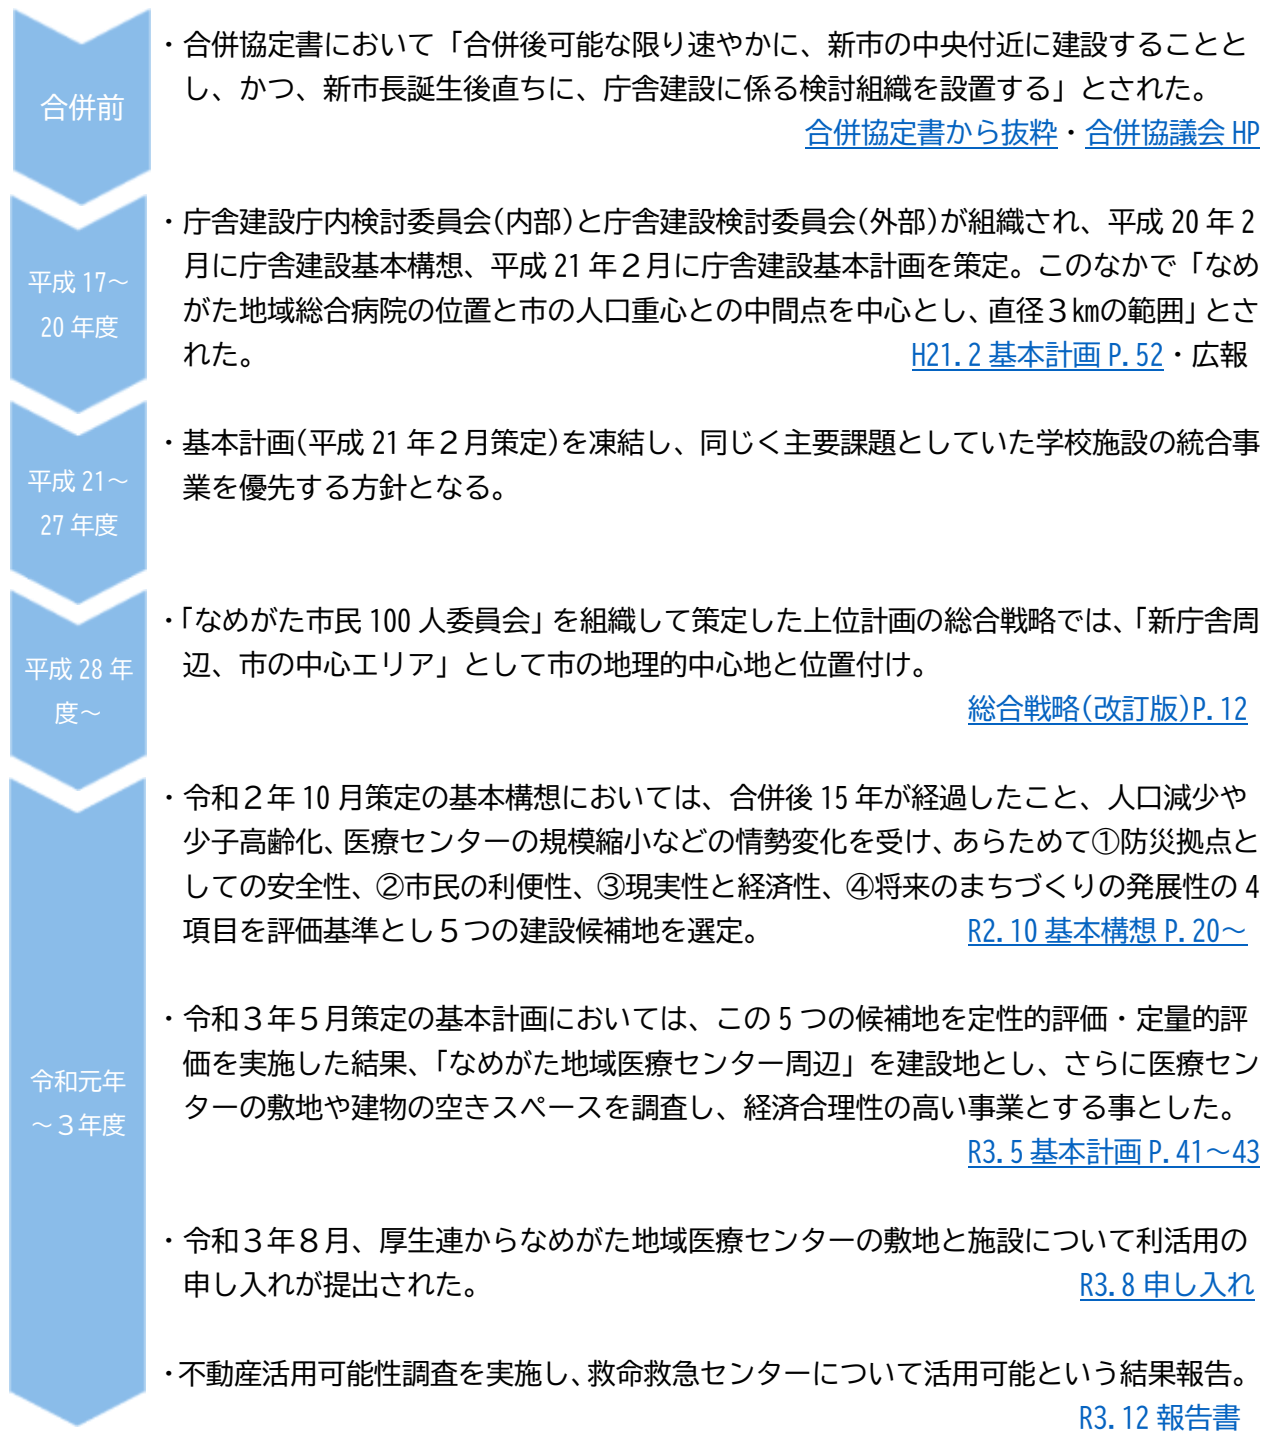 合併前
・合併協定書において「合併後可能な限り速やかに、新市の中央付近に建設することと
し、かつ、新市長誕生後直ちに、庁舎建設に係る検討組織を設置する」とされた。
合併協定書から抜粋・合併協議会 HP
平成 17～
20 年度
・庁舎建設庁内検討委員会(内部)と庁舎建設検討委員会(外部)が組織され、平成 20 年 2
月に庁舎建設基本構想、平成 21 年２月に庁舎建設基本計画を策定。このなかで「なめ
がた地域総合病院の位置と市の人口重心との中間点を中心とし、直径３㎞の範囲」とさ
れた。 H21.2 基本計画 P.52・広報
平成 21～
27 年度
・基本計画(平成 21 年２月策定)を凍結し、同じく主要課題としていた学校施設の統合事
業を優先する方針となる。
平成 28 年
度～
・「なめがた市民 100 人委員会」を組織して策定した上位計画の総合戦略では、「新庁舎周
辺、市の中心エリア」として市の地理的中心地と位置付け。
総合戦略(改訂版)P.12
令和元年
～３年度
・令和２年 10 月策定の基本構想においては、合併後 15 年が経過したこと、人口減少や
少子高齢化、医療センターの規模縮小などの情勢変化を受け、あらためて①防災拠点と
しての安全性、②市民の利便性、③現実性と経済性、④将来のまちづくりの発展性の 4
項目を評価基準とし５つの建設候補地を選定。 R2.10 基本構想 P.20～
・令和３年５月策定の基本計画においては、この 5 つの候補地を定性的評価・定量的評
価を実施した結果、「なめがた地域医療センター周辺」を建設地とし、さらに医療セン
ターの敷地や建物の空きスペースを調査し、経済合理性の高い事業とする事とした。
R3.5 基本計画 P.41～43
・令和３年８月、厚生連からなめがた地域医療センターの敷地と施設について利活用の
申し入れが提出された。 R3.8 申し入れ
・不動産活用可能性調査を実施し、救命救急センターについて活用可能という結果報告。
R3.12 報告書